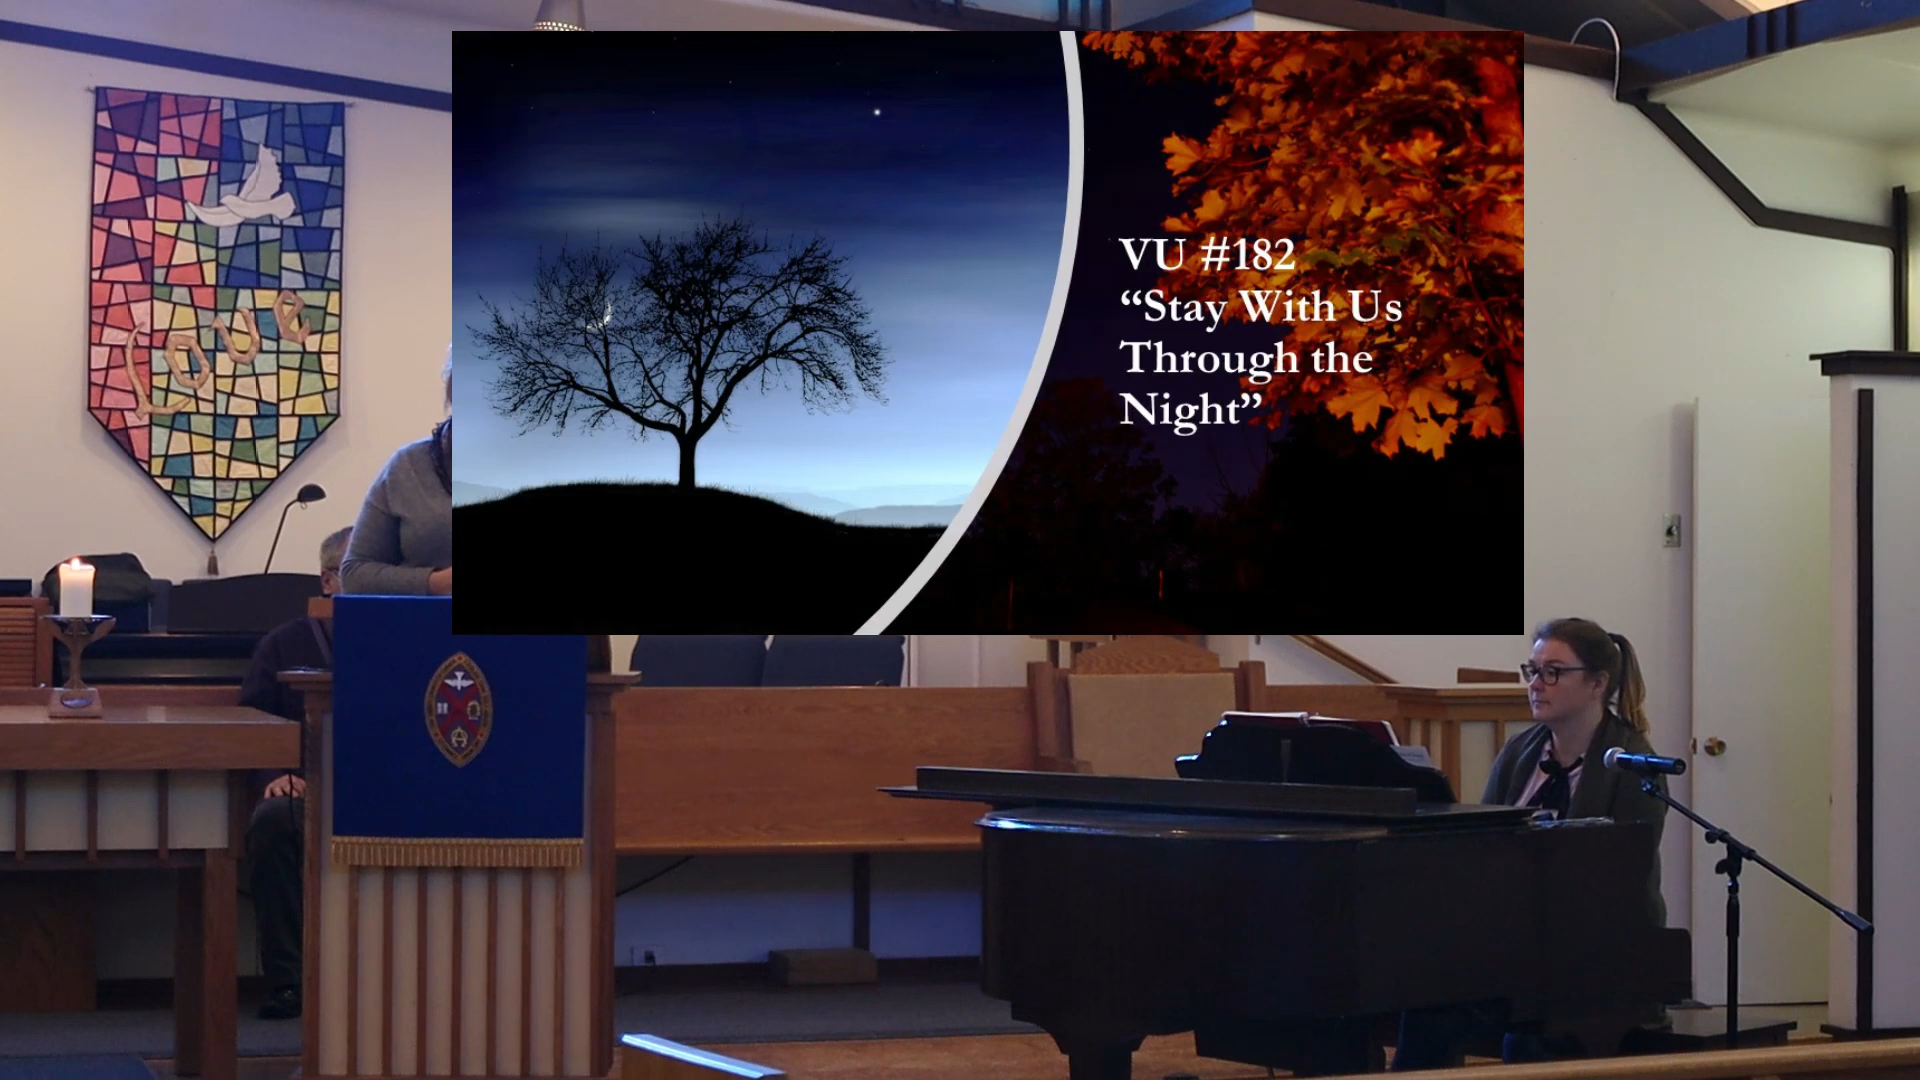 Love
VU #182
“Stay With Us
Through the
Night”